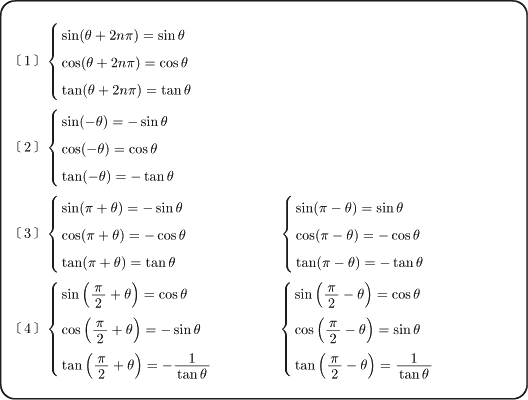 〔1〕
sin(θ + 2nπ) = sin θ
cos(θ + 2nπ) = cos θ
tan(θ + 2nπ) = tan θ
〔2〕
sin(−θ) = − sin θ
cos(−θ) = cos θ
tan(−θ) = − tan θ
〔3〕
sin(π + θ) = − sin θ
cos(π + θ) = − cos θ
tan(π + θ) = tan θ
sin(π − θ) = sin θ
cos(π − θ) = − cos θ
tan(π − θ) = − tan θ
〔4〕
sin(π/2 + θ) = cos θ
cos(π/2 + θ) = − sin θ
tan(π/2 + θ) = − 1/tan θ
sin(π/2 − θ) = cos θ
cos(π/2 − θ) = sin θ
tan(π/2 − θ) = 1/tan θ